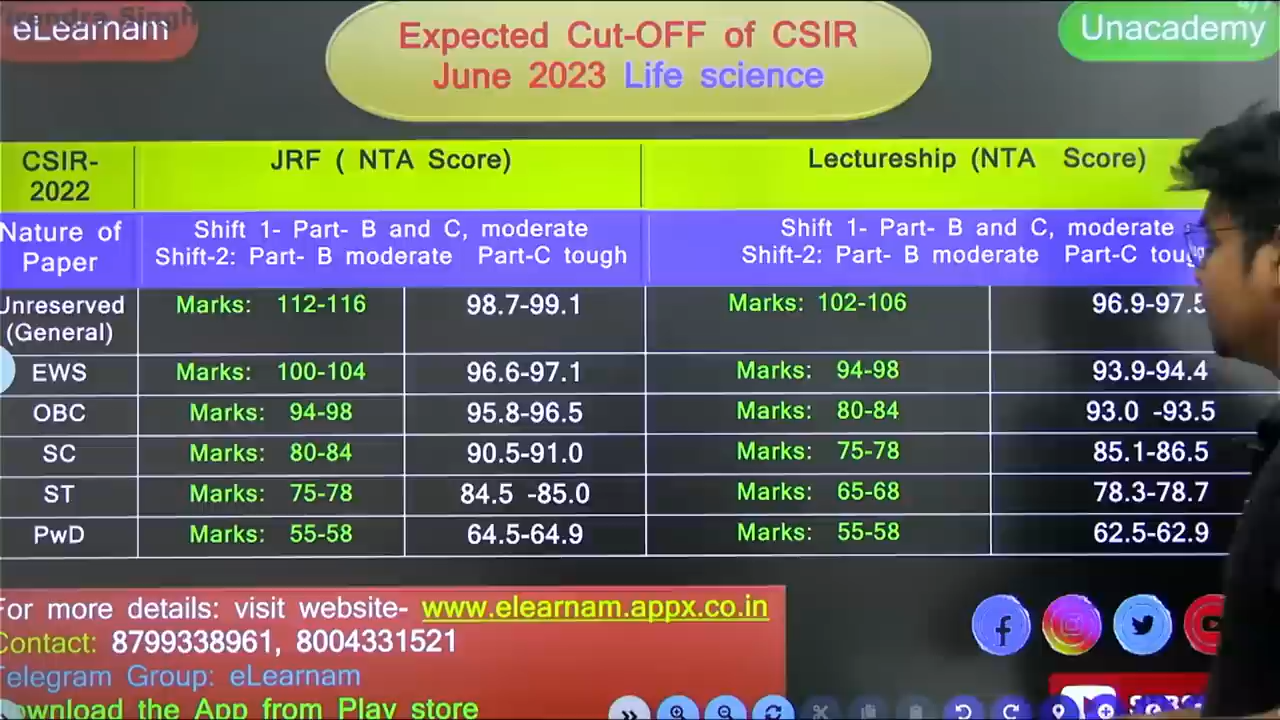 eLearnam
Expected Cut-OFF of CSIR
June 2023 Life science
Unacademy
CSIR-
2022
JRF ( NTA Score)
Lectureship (NTA Score)
Nature of
Paper
Shift 1- Part- B and C, moderate
Shift-2: Part- B moderate Part-C tough
Shift 1- Part- B and C, moderate
Shift-2: Part- B moderate Part-C
Unreserved
(General)
Marks: 112-116
98.7-99.1
Marks: 102-106
96.9-97.5
EWS
Marks: 100-104
96.6-97.1
Marks: 94-98
93.9-94.4
OBC
Marks: 94-98
95.8-96.5
Marks: 80-84
93.0 -93.5
SC
Marks: 80-84
90.5-91.0
Marks: 75-78
85.1-86.5
ST
Marks: 75-78
84.5 -85.0
Marks: 65-68
78.3-78.7
PwD
Marks: 55-58
64.5-64.9
Marks: 55-58
62.5-62.9
For more details: visit website- www.elearnam.appx.co.in
Contact: 8799338961, 8004331521
Telegram Group: eLearnam
Download the App from Play store